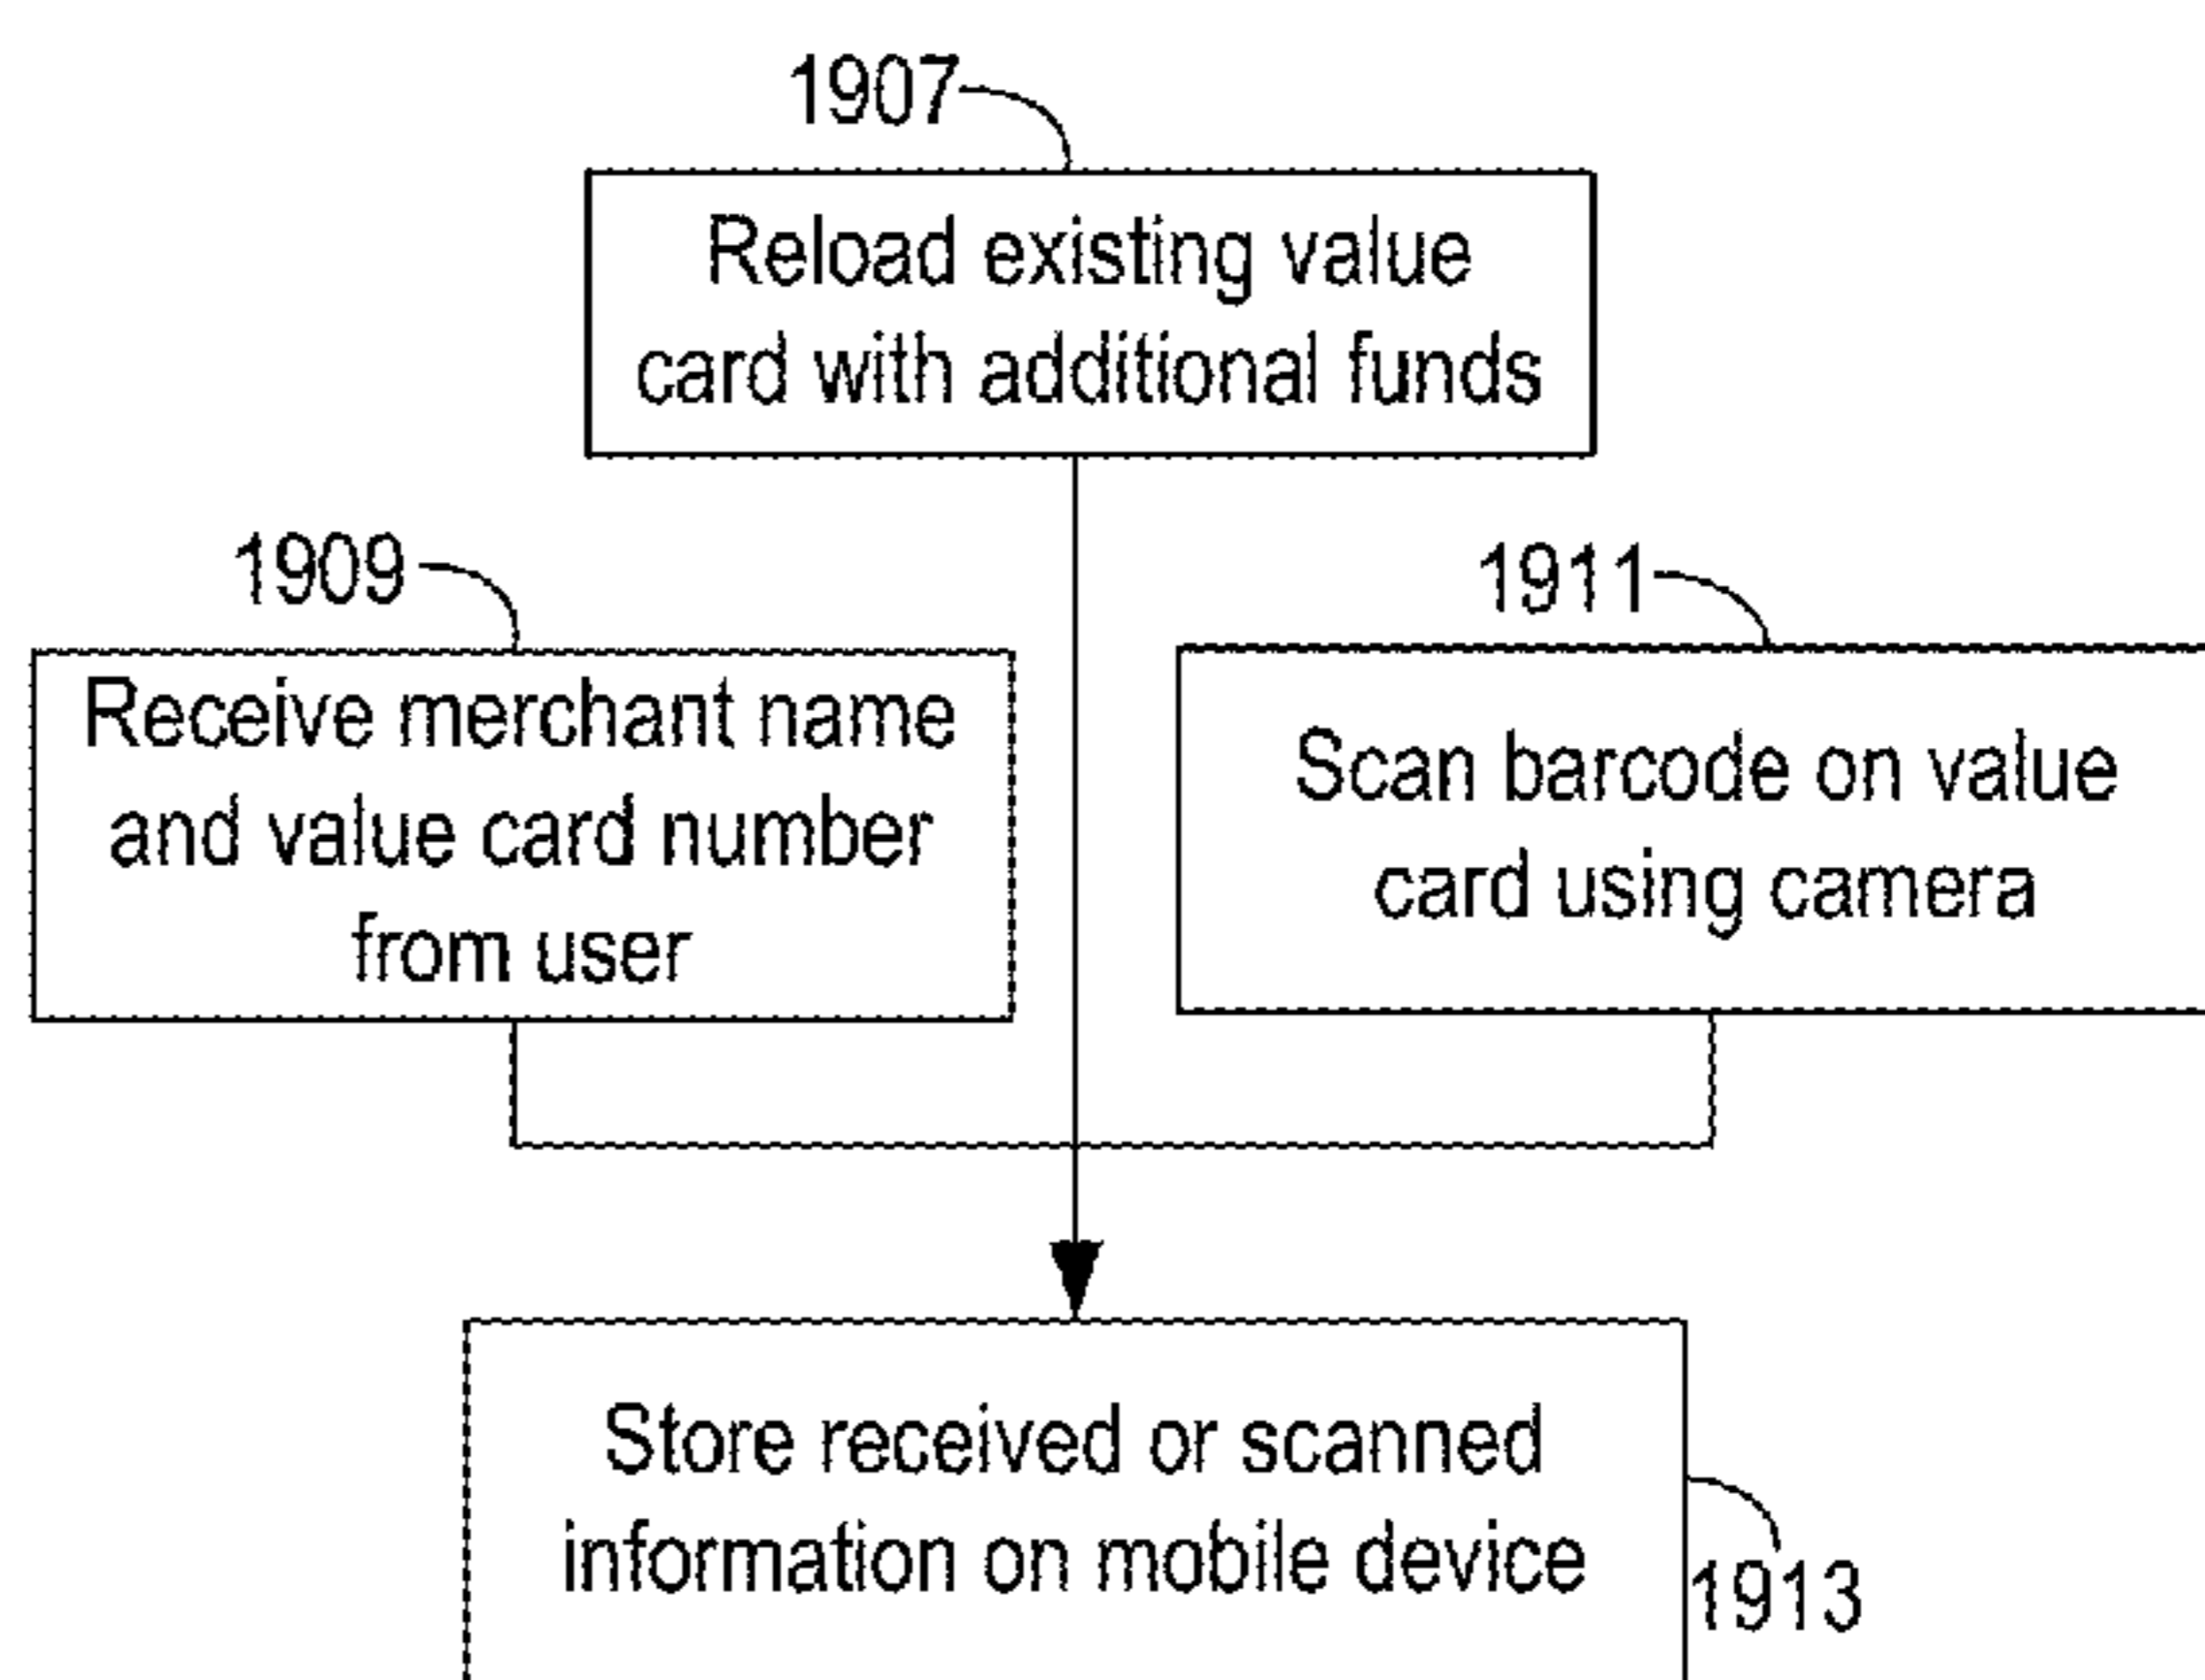 1907
Reload existing value
card with additional funds
1909
Receive merchant name
and value card number
from user
1911
Scan barcode on value
card using camera
Store received or scanned
information on mobile device
1913